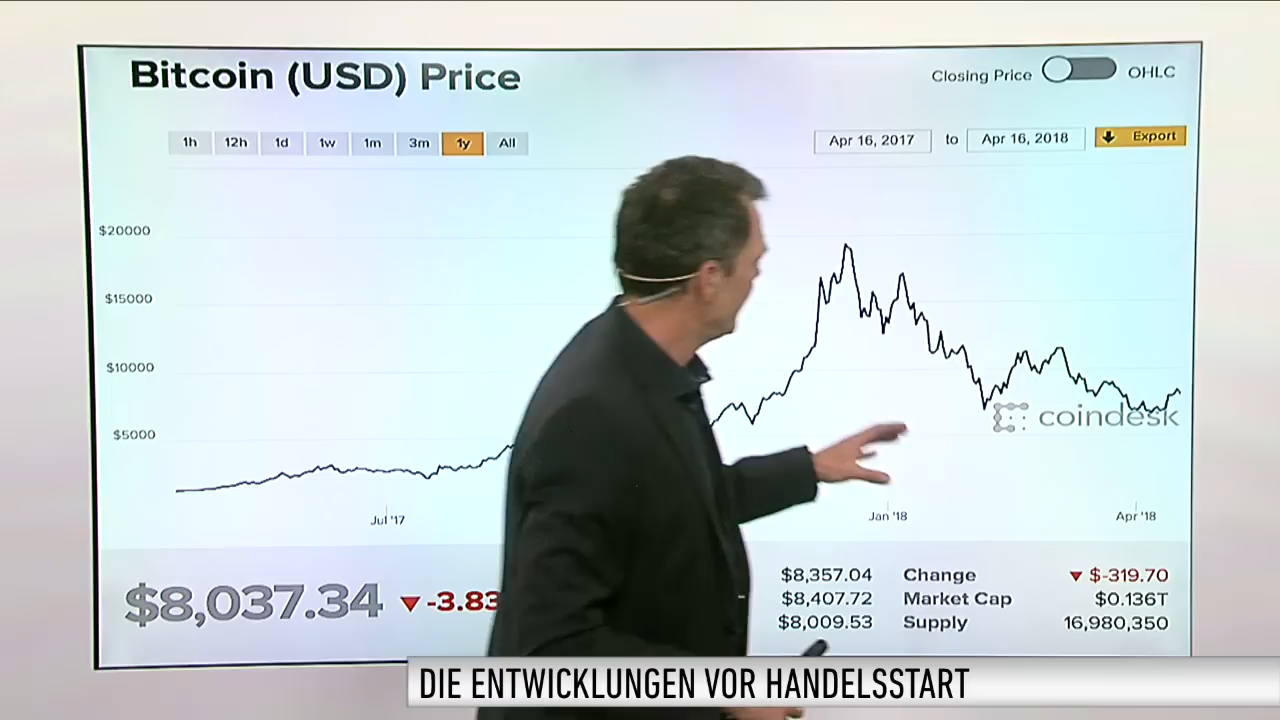 Bitcoin (USD) Price
Closing Price OHLC
1h 12h 1d 1w 1m 3m 1y All
Apr 16, 2017 to Apr 16, 2018 Export
$20000
$15000
$10000
$5000
coindesk
Jul '17 Jan '18 Apr '18
$8,037.34 ▼-3.83
$8,357.04 Change ▼ $-319.70
$8,407.72 Market Cap $0.136T
$8,009.53 Supply 16,980,350
DIE ENTWICKLUNGEN VOR HANDELSSTART